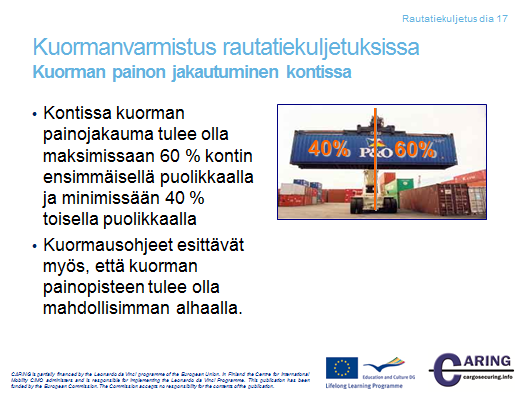 Rautatiekuljetus dia 17
Kuormanvarmistus rautatiekuljetuksissa
Kuorman painon jakautuminen kontissa
• Kontissa kuorman
painojakauma tulee olla
maksimissaan 60 % kontin
ensimmäisellä puolikkaalla
ja minimissään 40 %
toisella puolikkaalla
• Kuormausohjeet esittävät
myös, että kuorman
painopisteen tulee olla
mahdollisimman alhaalla.
40% P&O 60%
CARING is partially financed by the Leonardo da Vinci programme of the European Union. In Finland the Centre for International
Mobility CIMO administers and is responsible for implementing the Leonardo da Vinci Programme. This publication has been
funded by the European Commission. The Commission accepts no responsibility for the contents of the publication.
Education and Culture DG
Lifelong Learning Programme
CARING
cargosecuring.info